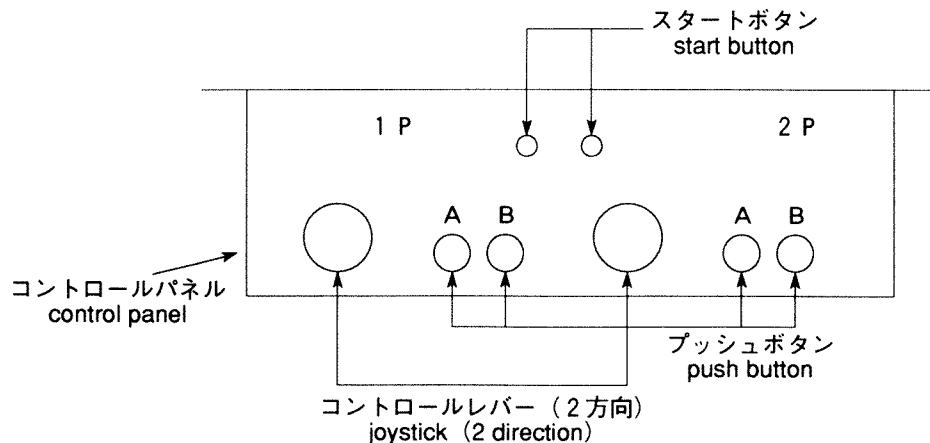 スタートボタン
start button
1 P
2 P
A B
A B
コントロールパネル
control panel
プッシュボタン
push button
コントロールレバー (2方向)
joystick (2 direction)